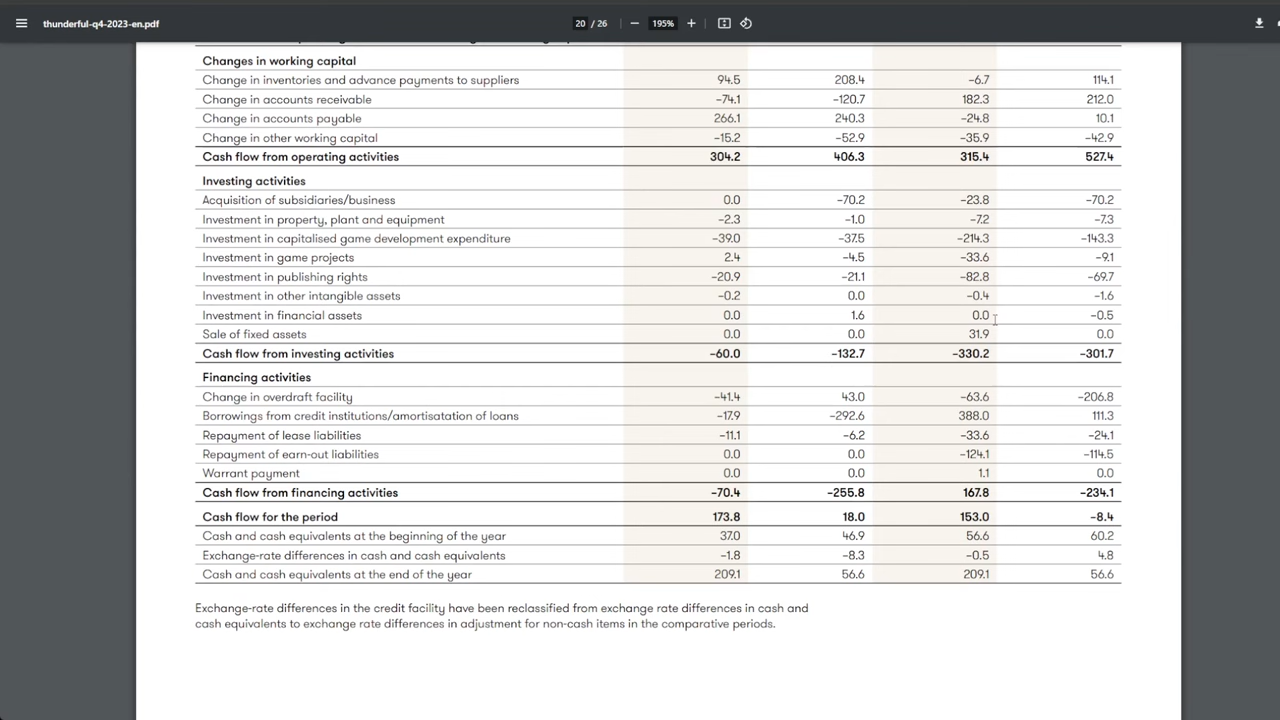 thunderful-q4-2023-en.pdf 20 / 26 195%
Changes in working capital
Change in inventories and advance payments to suppliers 94.5 208.4 –6.7 114.1
Change in accounts receivable –74.1 –120.7 182.3 212.0
Change in accounts payable 266.1 240.3 –24.8 10.1
Change in other working capital –15.2 –52.9 –35.9 –42.9
Cash flow from operating activities 304.2 406.3 315.4 527.4
Investing activities
Acquisition of subsidiaries/business 0.0 –70.2 –23.8 –70.2
Investment in property, plant and equipment –2.3 –1.0 –7.2 –7.3
Investment in capitalised game development expenditure –39.0 –37.5 –214.3 –143.3
Investment in game projects 2.4 –4.5 –33.6 –9.1
Investment in publishing rights –20.9 –21.1 –82.8 –69.7
Investment in other intangible assets –0.2 0.0 –0.4 –1.6
Investment in financial assets 0.0 1.6 0.0 –0.5
Sale of fixed assets 0.0 0.0 31.9 0.0
Cash flow from investing activities –60.0 –132.7 –330.2 –301.7
Financing activities
Change in overdraft facility –41.4 43.0 –63.6 –206.8
Borrowings from credit institutions/amortisatation of loans –17.9 –292.6 388.0 111.3
Repayment of lease liabilities –11.1 –6.2 –33.6 –24.1
Repayment of earn-out liabilities 0.0 0.0 –124.1 –114.5
Warrant payment 0.0 0.0 1.1 0.0
Cash flow from financing activities –70.4 –255.8 167.8 –234.1
Cash flow for the period 173.8 18.0 153.0 –8.4
Cash and cash equivalents at the beginning of the year 37.0 46.9 56.6 60.2
Exchange-rate differences in cash and cash equivalents –1.8 –8.3 –0.5 4.8
Cash and cash equivalents at the end of the year 209.1 56.6 209.1 56.6
Exchange-rate differences in the credit facility have been reclassified from exchange rate differences in cash and
cash equivalents to exchange rate differences in adjustment for non-cash items in the comparative periods.